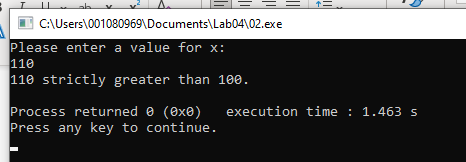 C:\Users\001080969\Documents\Lab04\02.exe
Please enter a value for x:
110
110 strictly greater than 100.
Process returned 0 (0x0)   execution time : 1.463 s
Press any key to continue.